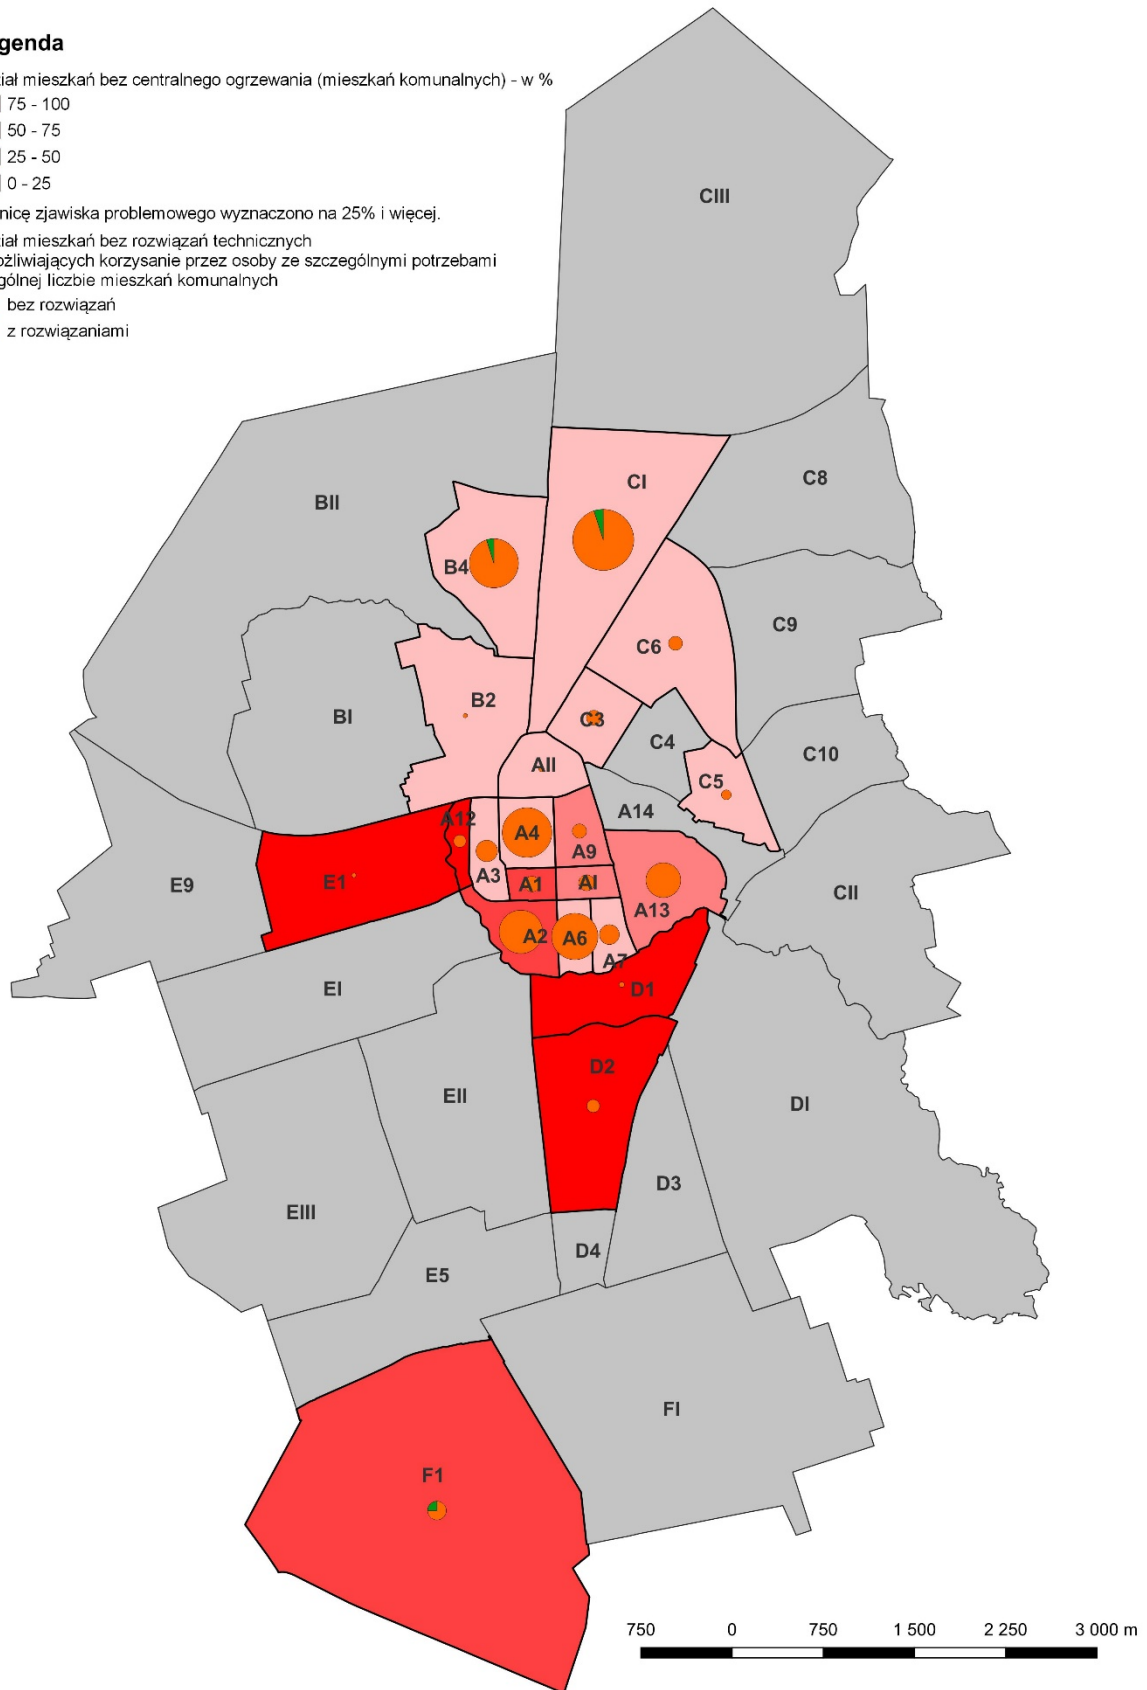 genda
iał mieszkań bez centralnego ogrzewania (mieszkań komunalnych) - w %
75 - 100
50 - 75
25 - 50
0 - 25
nicę zjawiska problemowego wyznaczono na 25% i więcej.
iał mieszkań bez rozwiązań technicznych
ożliwiających korzysanie przez osoby ze szczególnymi potrzebami
gólnej liczbie mieszkań komunalnych
bez rozwiązań
z rozwiązaniami
CIII
C8
CI
BII
B4
C9
C6
B2
BI
C3
C4
C10
AII
C5
A14
A12
A4
A9
A3
E9
E1
A1
AI
CII
A13
A2
A6
A7
EI
D1
D2
EII
DI
D3
EIII
D4
E5
FI
F1
750 0 750 1 500 2 250 3 000 m